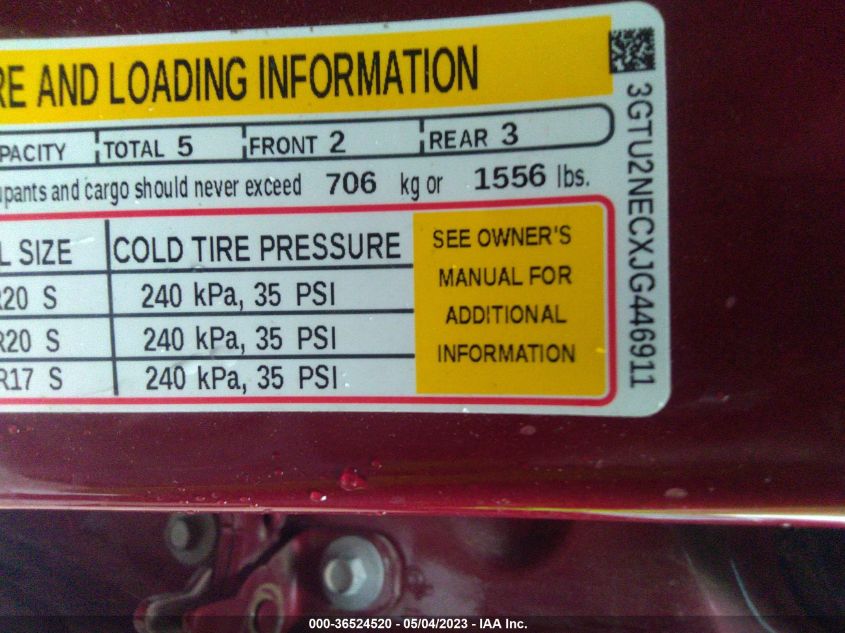 RE AND LOADING INFORMATION
PACITY TOTAL 5 FRONT 2 REAR 3
upants and cargo should never exceed 706 kg or 1556 lbs.
L SIZE COLD TIRE PRESSURE
R20 S 240 kPa, 35 PSI
R20 S 240 kPa, 35 PSI
R17 S 240 kPa, 35 PSI
SEE OWNER'S
MANUAL FOR
ADDITIONAL
INFORMATION
3GTU2NECXJG446911
000-36524520 - 05/04/2023 - IAA Inc.